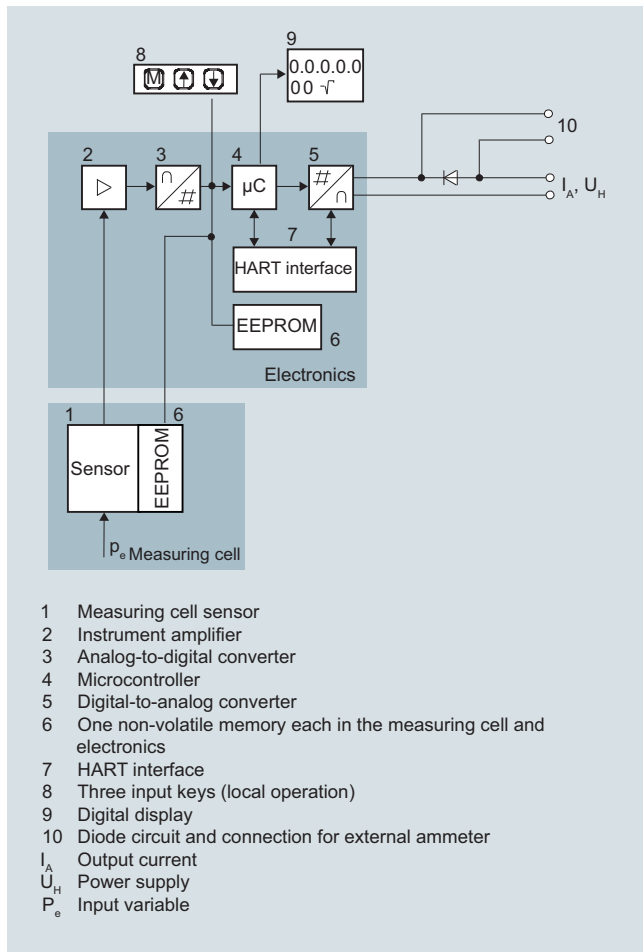 9
8
0.0.0.0.0
M
0 0 √
10
2
3
4
5
µC
I_A, U_H
7
HART interface
EEPROM
6
Electronics
1
6
Sensor
EEPROM
p_e Measuring cell
1 Measuring cell sensor
2 Instrument amplifier
3 Analog-to-digital converter
4 Microcontroller
5 Digital-to-analog converter
6 One non-volatile memory each in the measuring cell and
electronics
7 HART interface
8 Three input keys (local operation)
9 Digital display
10 Diode circuit and connection for external ammeter
I_A Output current
U_H Power supply
P_e Input variable